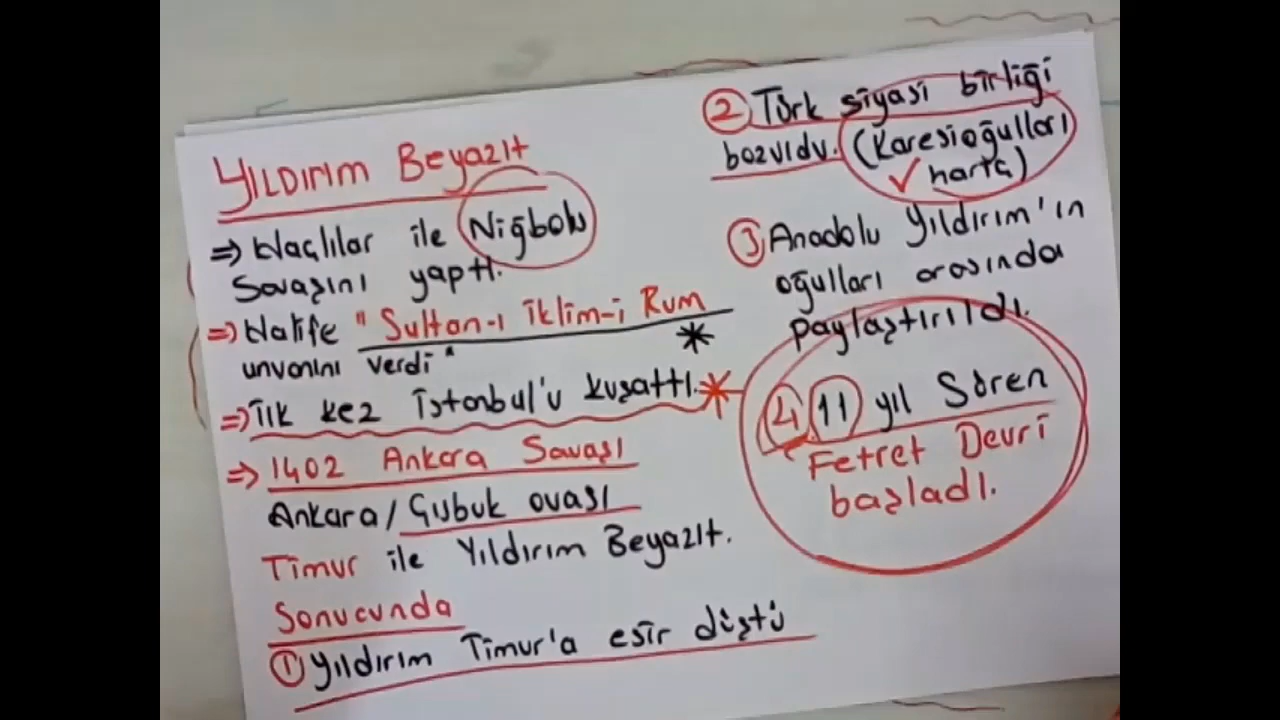 YILDIRIM Beyazıt
⇒ Haçlılar ile Niğbolu
Savaşını yaptı.
⇒ Halife "Sultan-ı İklim-i Rum
unvanını verdi"
⇒ İlk kez İstanbul'u kuşattı.
⇒ 1402 Ankara Savaşı
Ankara/Çubuk ovası
Timur ile Yıldırım Beyazıt.
Sonucunda
① Yıldırım Timur'a esir düştü
② Türk siyasi birliği
bozuldu. (Karesioğulları
✓ hariç)
③ Anadolu Yıldırım'ın
oğulları arasında
paylaştırıldı.
4 11 yıl Süren
Fetret Devri
başladı.